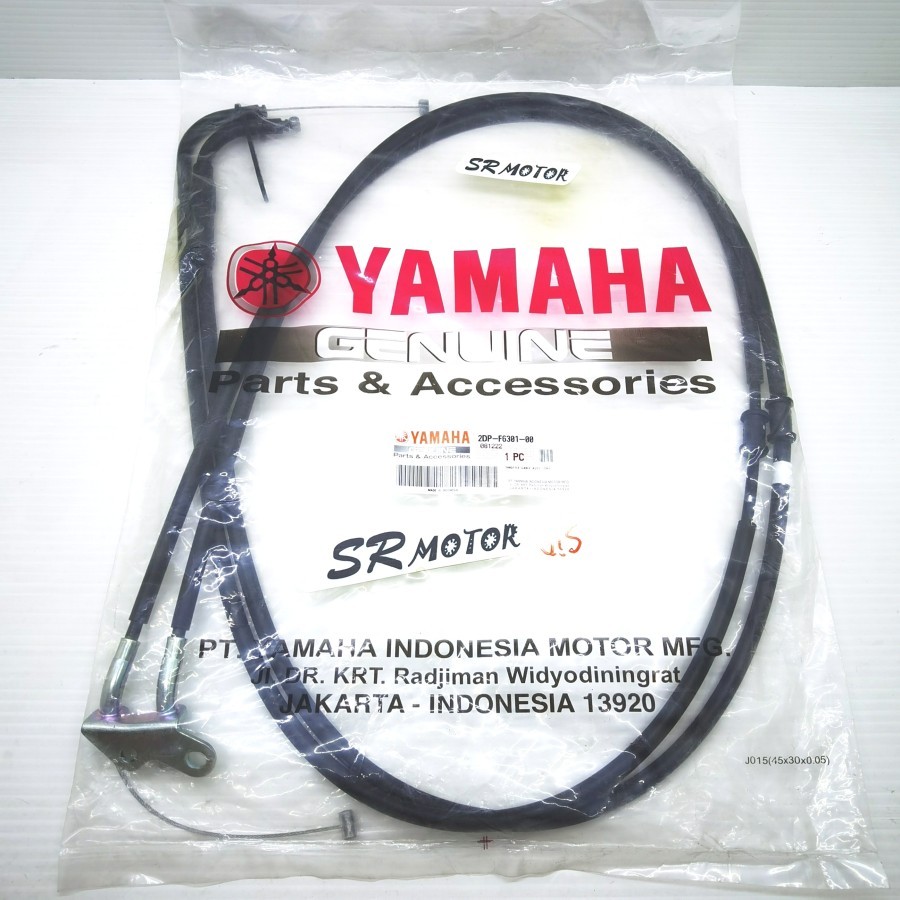 SR MOTOR
YAMAHA
GENUINE
Parts & Accessories
YAMAHA 2DP-F6301-00
081222
Parts & Accessories 1 PC
SR MOTOR
PT. YAMAHA INDONESIA MOTOR MFG.
Jl. DR. KRT. Radjiman Widyodiningrat
JAKARTA - INDONESIA 13920
J015(45x30x0.05)